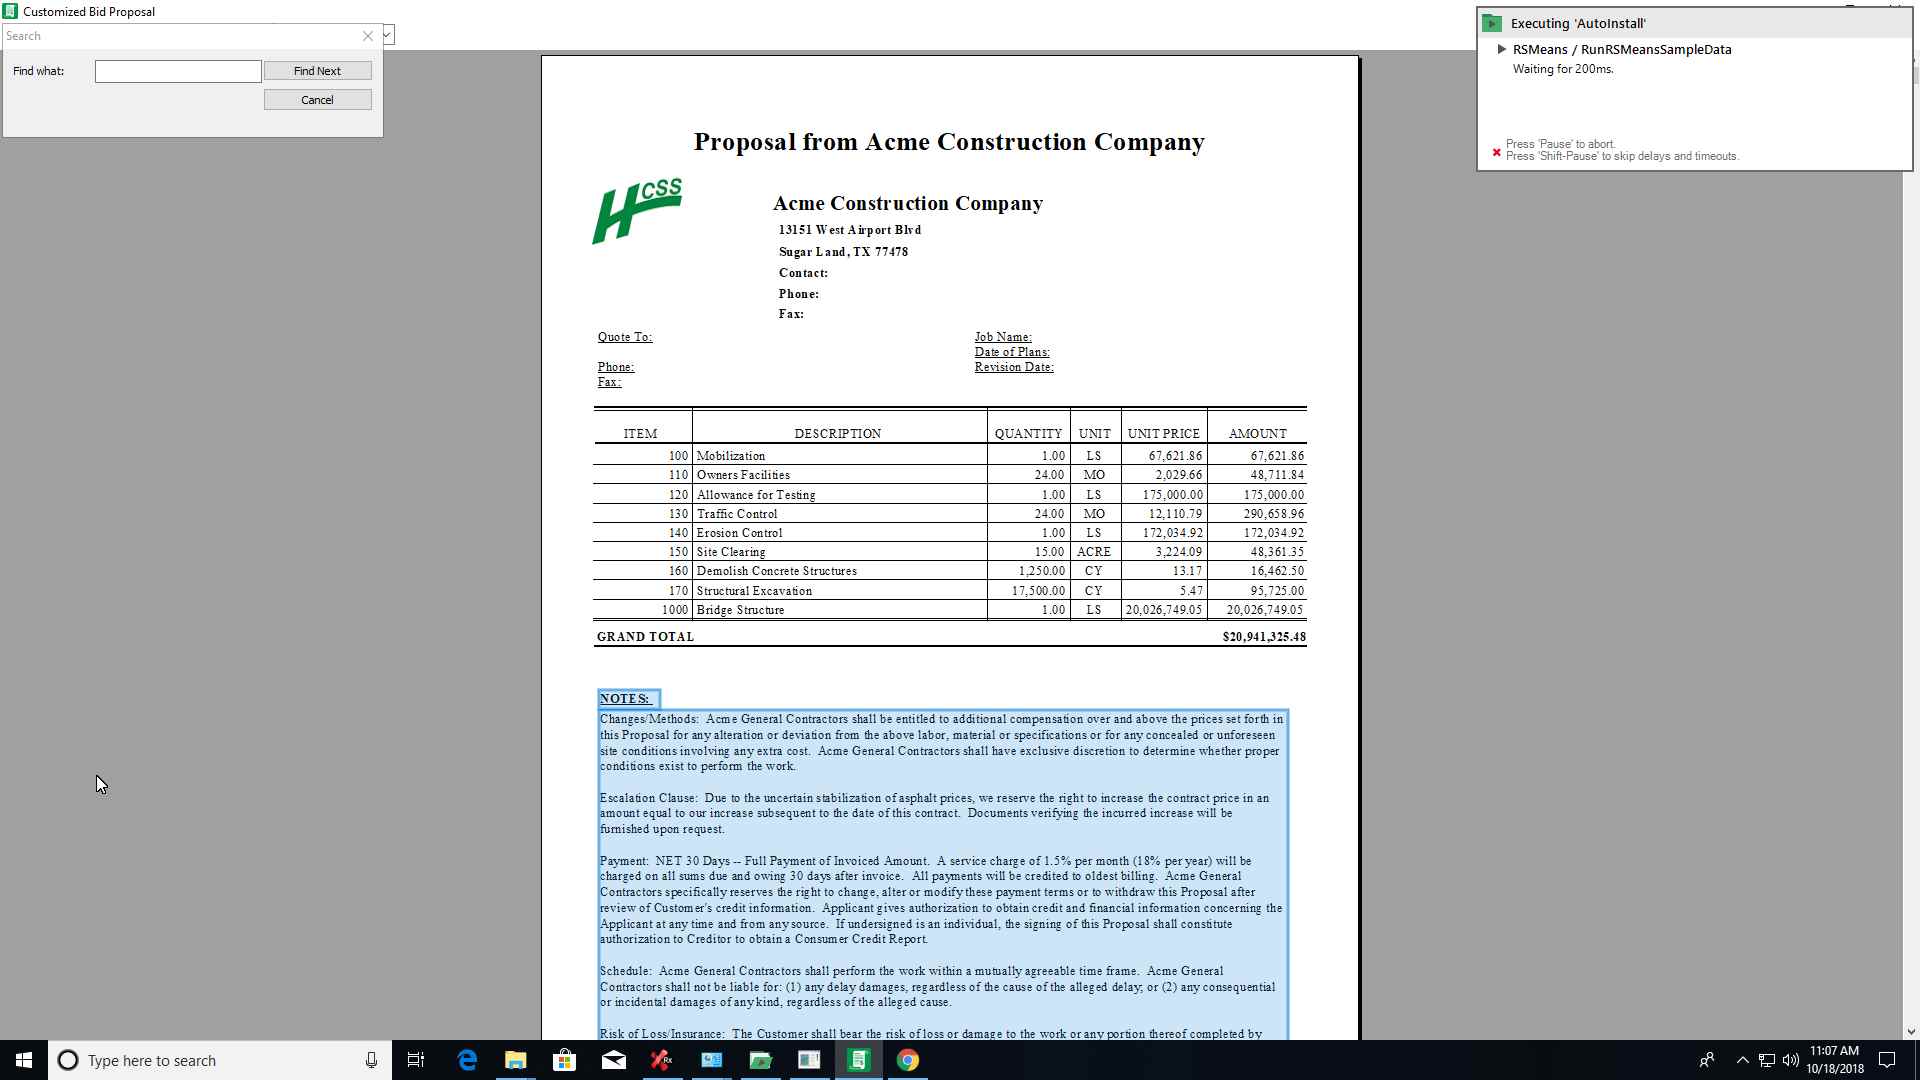 Customized Bid Proposal
Search
Find what:
Find Next
Cancel
Executing 'AutoInstall'
RSMeans / RunRSMeansSampleData
Waiting for 200ms.
Press 'Pause' to abort.
Press 'Shift-Pause' to skip delays and timeouts.
Proposal from Acme Construction Company
HCSS
Acme Construction Company
13151 West Airport Blvd
Sugar Land, TX 77478
Contact:
Phone:
Fax:
Quote To: Job Name:
Date of Plans:
Phone: Revision Date:
Fax:
ITEM DESCRIPTION QUANTITY UNIT UNIT PRICE AMOUNT
100 Mobilization 1.00 LS 67,621.86 67,621.86
110 Owners Facilities 24.00 MO 2,029.66 48,711.84
120 Allowance for Testing 1.00 LS 175,000.00 175,000.00
130 Traffic Control 24.00 MO 12,110.79 290,658.96
140 Erosion Control 1.00 LS 172,034.92 172,034.92
150 Site Clearing 15.00 ACRE 3,224.09 48,361.35
160 Demolish Concrete Structures 1,250.00 CY 13.17 16,462.50
170 Structural Excavation 17,500.00 CY 5.47 95,725.00
1000 Bridge Structure 1.00 LS 20,026,749.05 20,026,749.05
GRAND TOTAL $20,941,325.48
NOTES:
Changes/Methods: Acme General Contractors shall be entitled to additional compensation over and above the prices set forth in
this Proposal for any alteration or deviation from the above labor, material or specifications or for any concealed or unforeseen
site conditions involving any extra cost. Acme General Contractors shall have exclusive discretion to determine whether proper
conditions exist to perform the work.
Escalation Clause: Due to the uncertain stabilization of asphalt prices, we reserve the right to increase the contract price in an
amount equal to our increase subsequent to the date of this contract. Documents verifying the incurred increase will be
furnished upon request.
Payment: NET 30 Days -- Full Payment of Invoiced Amount. A service charge of 1.5% per month (18% per year) will be
charged on all sums due and owing 30 days after invoice. All payments will be credited to oldest billing. Acme General
Contractors specifically reserves the right to change, alter or modify these payment terms or to withdraw this Proposal after
review of Customer's credit information. Applicant gives authorization to obtain credit and financial information concerning the
Applicant at any time and from any source. If undersigned is an individual, the signing of this Proposal shall constitute
authorization to Creditor to obtain a Consumer Credit Report.
Schedule: Acme General Contractors shall perform the work within a mutually agreeable time frame. Acme General
Contractors shall not be liable for: (1) any delay damages, regardless of the cause of the alleged delay; or (2) any consequential
or incidental damages of any kind, regardless of the alleged cause.
Risk of Loss/Insurance: The Customer shall bear the risk of loss or damage to the work or any portion thereof completed by
Type here to search
Rx
11:07 AM
10/18/2018